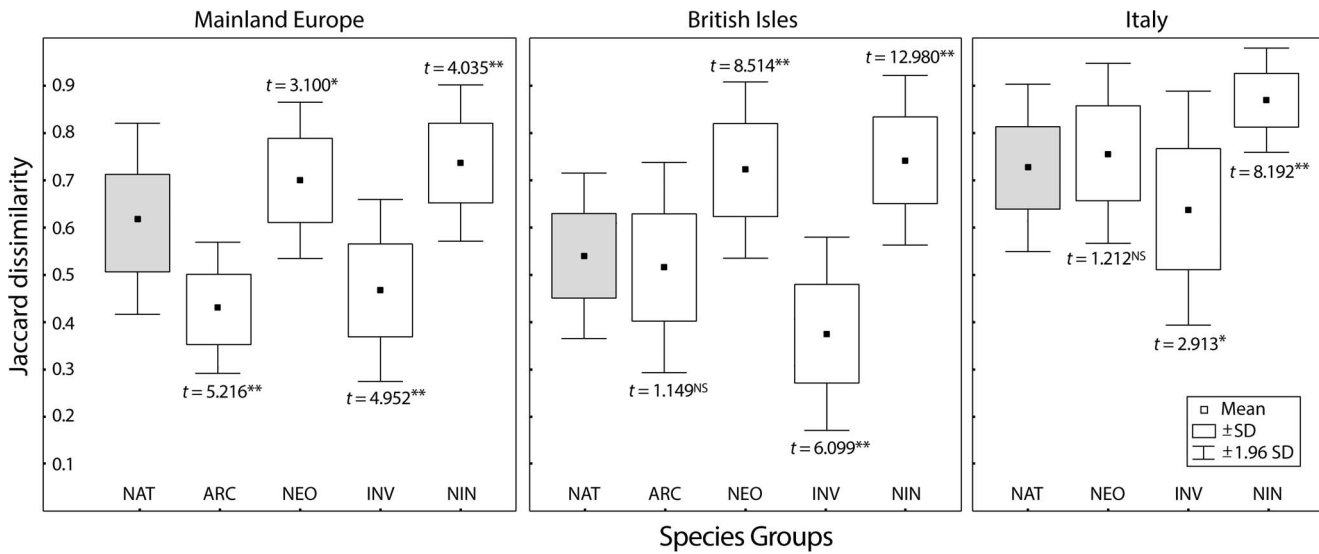 Mainland Europe
British Isles
Italy
Jaccard dissimilarity
0.9
0.8
0.7
0.6
0.5
0.4
0.3
0.2
0.1
t = 5.216**
t = 3.100*
t = 4.952**
t = 4.035**
t = 1.149NS
t = 8.514**
t = 6.099**
t = 12.980**
t = 1.212NS
t = 2.913*
t = 8.192**
Mean
±SD
±1.96 SD
NAT ARC NEO INV NIN
NAT ARC NEO INV NIN
NAT NEO INV NIN
Species Groups